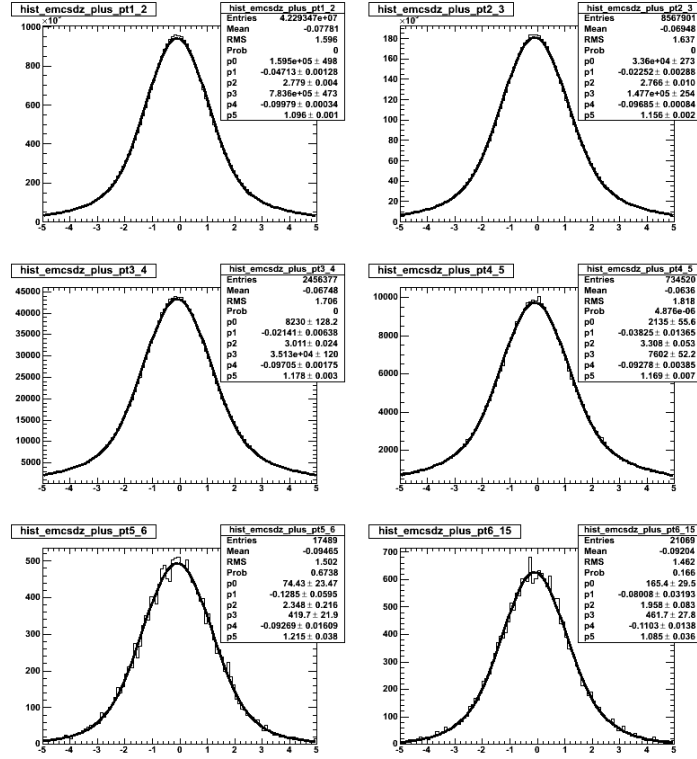 hist_emcsdz_plus_pt1_2
hist_emcsdz_plus_pt1_2
Entries 4.229347e+07
Mean -0.07781
RMS 1.596
Prob 0
p0 1.595e+05 ± 498
p1 -0.04713 ± 0.00128
p2 2.779 ± 0.004
p3 7.836e+05 ± 473
p4 -0.09979 ± 0.00034
p5 1.096 ± 0.001
1000
800
600
400
200
0
-5 -4 -3 -2 -1 0 1 2 3 4 5
hist_emcsdz_plus_pt2_3
hist_emcsdz_plus_pt2_3
Entries 8567901
Mean -0.06948
RMS 1.637
Prob 0
p0 3.36e+04 ± 273
p1 -0.02252 ± 0.00288
p2 2.766 ± 0.010
p3 1.477e+05 ± 254
p4 -0.09685 ± 0.00084
p5 1.156 ± 0.002
180
160
140
120
100
80
60
40
20
0
-5 -4 -3 -2 -1 0 1 2 3 4 5
hist_emcsdz_plus_pt3_4
hist_emcsdz_plus_pt3_4
Entries 2456377
Mean -0.06748
RMS 1.706
Prob 0
p0 8230 ± 128.2
p1 -0.02141 ± 0.00638
p2 3.011 ± 0.024
p3 3.513e+04 ± 120
p4 -0.09705 ± 0.00175
p5 1.178 ± 0.003
45000
40000
35000
30000
25000
20000
15000
10000
5000
-5 -4 -3 -2 -1 0 1 2 3 4 5
hist_emcsdz_plus_pt4_5
hist_emcsdz_plus_pt4_5
Entries 734520
Mean -0.0636
RMS 1.818
Prob 4.876e-06
p0 2135 ± 55.6
p1 -0.03825 ± 0.01365
p2 3.308 ± 0.053
p3 7602 ± 52.2
p4 -0.09278 ± 0.00385
p5 1.169 ± 0.007
10000
8000
6000
4000
2000
-5 -4 -3 -2 -1 0 1 2 3 4 5
hist_emcsdz_plus_pt5_6
hist_emcsdz_plus_pt5_6
Entries 17489
Mean -0.09465
RMS 1.502
Prob 0.6738
p0 74.43 ± 23.47
p1 -0.1285 ± 0.0595
p2 2.348 ± 0.216
p3 419.7 ± 21.9
p4 -0.09269 ± 0.01609
p5 1.215 ± 0.038
500
400
300
200
100
0
-5 -4 -3 -2 -1 0 1 2 3 4 5
hist_emcsdz_plus_pt6_15
hist_emcsdz_plus_pt6_15
Entries 21069
Mean -0.09204
RMS 1.462
Prob 0.166
p0 165.4 ± 29.5
p1 -0.08008 ± 0.03193
p2 1.958 ± 0.083
p3 461.7 ± 27.8
p4 -0.1103 ± 0.0138
p5 1.085 ± 0.036
700
600
500
400
300
200
100
0
-5 -4 -3 -2 -1 0 1 2 3 4 5